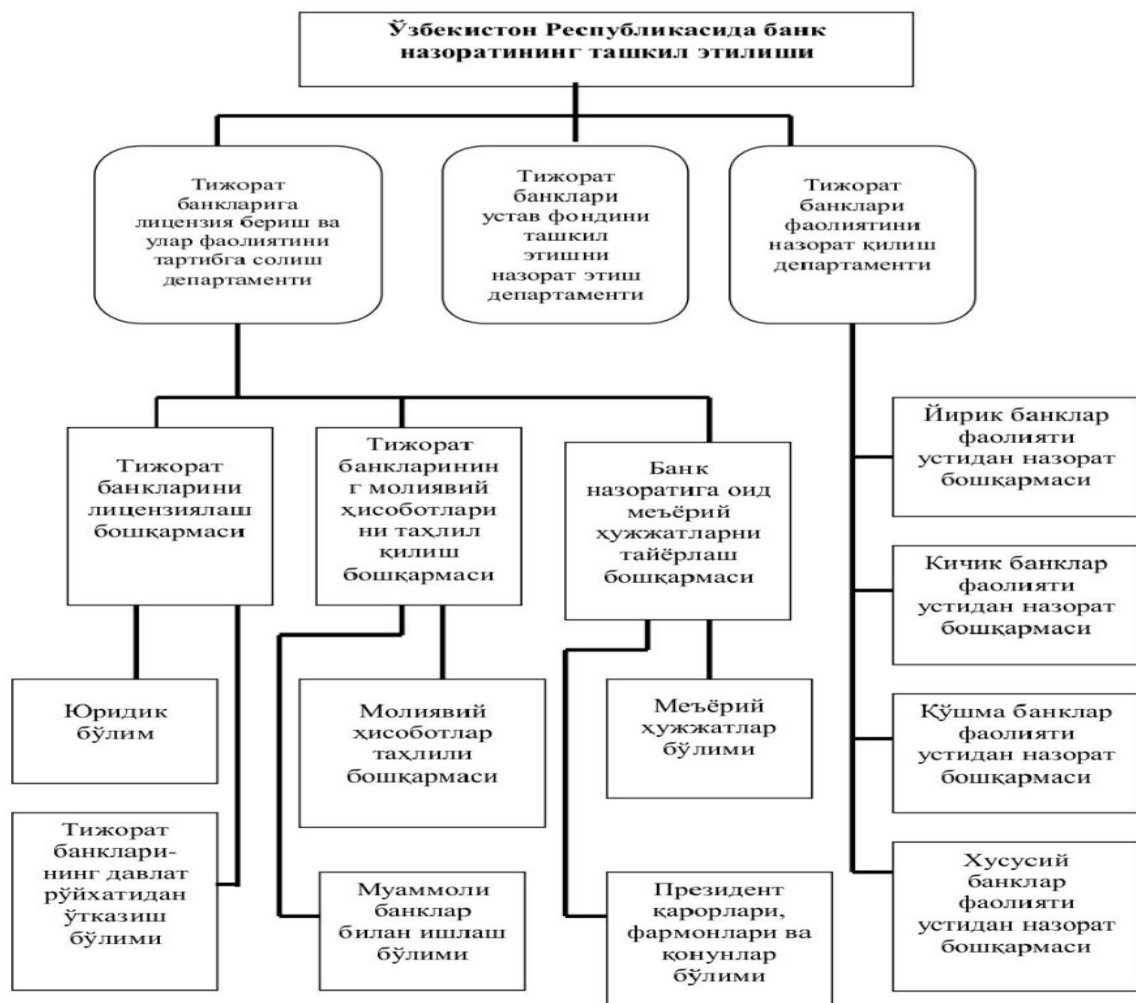 Ўзбекистон Республикасида банк
назоратининг ташкил этилиши
Тижорат
банкларига
лицензия бериш ва
улар фаолиятини
тартибга солиш
департаменти
Тижорат
банклари
устав фондини
ташкил
этишни
назорат этиш
департаменти
Тижорат
банклари
фаолиятини
назорат қилиш
департаменти
Тижорат
банкларини
лицензиялаш
бошқармаси
Тижорат
банкларининг
г молиявий
ҳисоботлари
ни таҳлил
қилиш
бошқармаси
Банк
назоратига оид
меъёрий
ҳужжатларни
тайёрлаш
бошқармаси
Йирик банклар
фаолияти
устидан назорат
бошқармаси
Кичик банклар
фаолияти
устидан назорат
бошқармаси
Қўшма банклар
фаолияти
устидан назорат
бошқармаси
Хусусий
банклар
фаолияти
устидан назорат
бошқармаси
Юридик
бўлим
Молиявий
ҳисоботлар
таҳлили
бошқармаси
Меъёрий
ҳужжатлар
бўлими
Тижорат
банклари-
нинг давлат
рўйхатидан
ўтказиш
бўлими
Муаммоли
банклар
билан ишлаш
бўлими
Президент
қарорлари,
фармонлари ва
қонунлар
бўлими